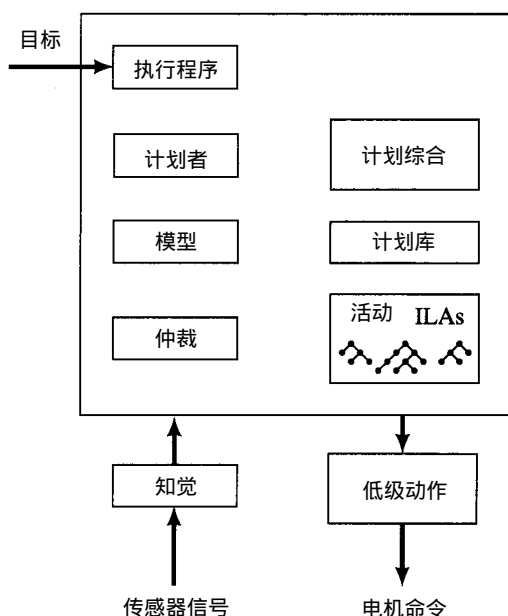 目标
执行程序
计划者
计划综合
模型
计划库
仲裁
活动 ILAs
知觉
低级动作
传感器信号
电机命令